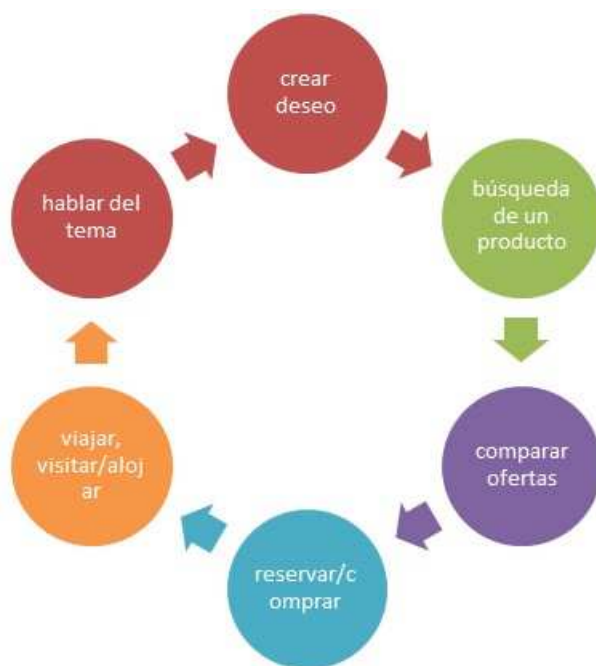 crear
deseo
búsqueda
de un
producto
comparar
ofertas
reservar/c
omprar
viajar,
visitar/aloj
ar
hablar del
tema